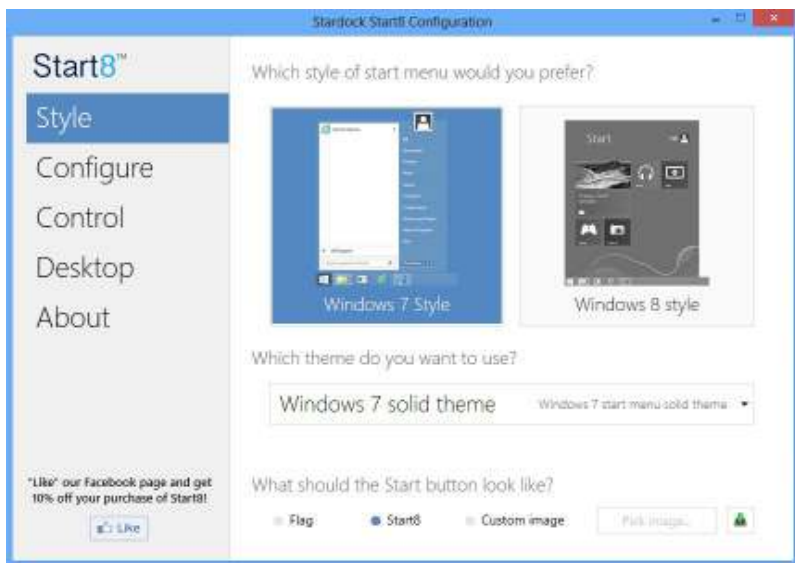 Stardock Start8 Configuration
Start8™
Style
Configure
Control
Desktop
About
"Like" our Facebook page and get
10% off your purchase of Start8!
Like
Which style of start menu would you prefer?
Windows 7 Style
Start
Windows 8 style
Which theme do you want to use?
Windows 7 solid theme
Windows 7 start menu solid theme
What should the Start button look like?
Flag
Start8
Custom image
Pick image...